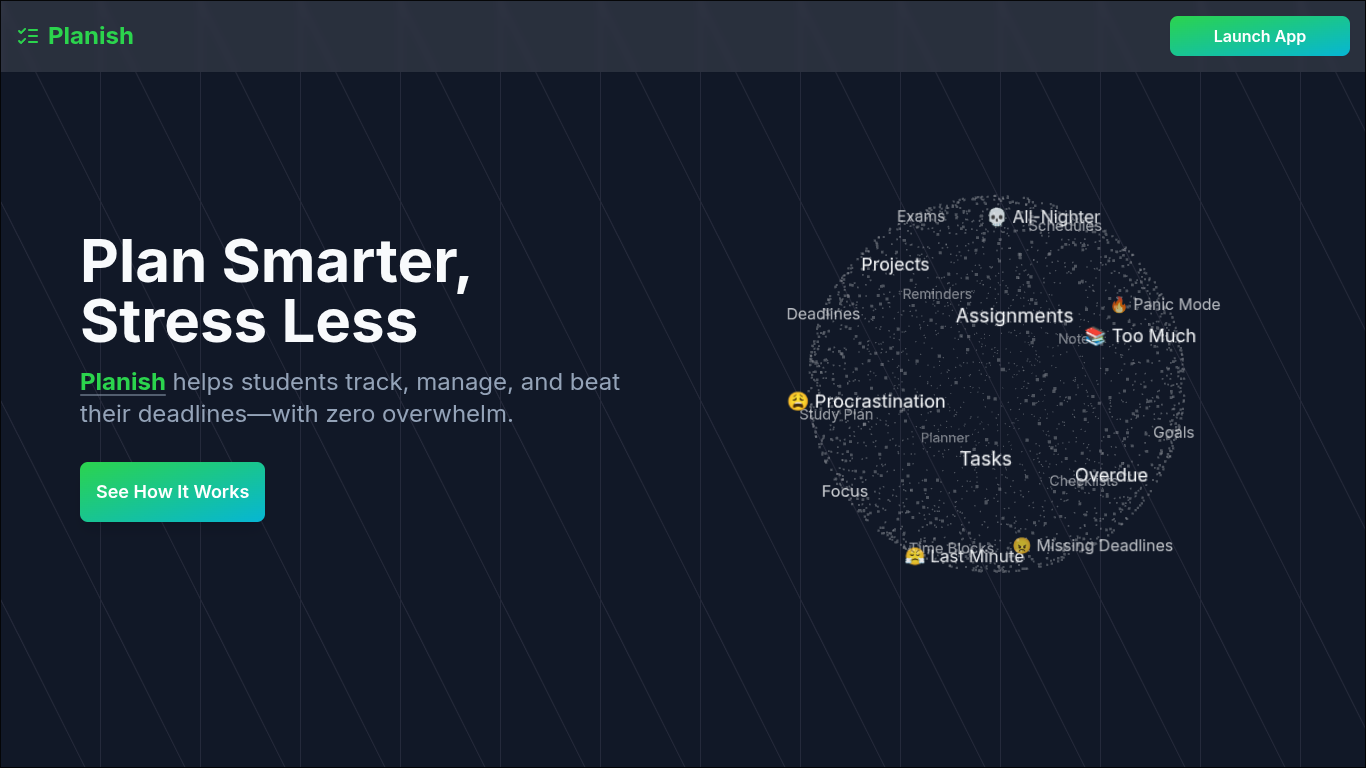 Planish
Launch App
Plan Smarter,
Stress Less
Planish helps students track, manage, and beat
their deadlines—with zero overwhelm.
See How It Works
Exams
💀 All-Nighter
Schedules
Projects
Reminders
Deadlines
Assignments
🔥 Panic Mode
📚 Too Much
😩 Procrastination
Study Plan
Goals
Planner
Tasks
Overdue
Checklists
Focus
Time Blocks
😠 Missing Deadlines
😤 Last Minute